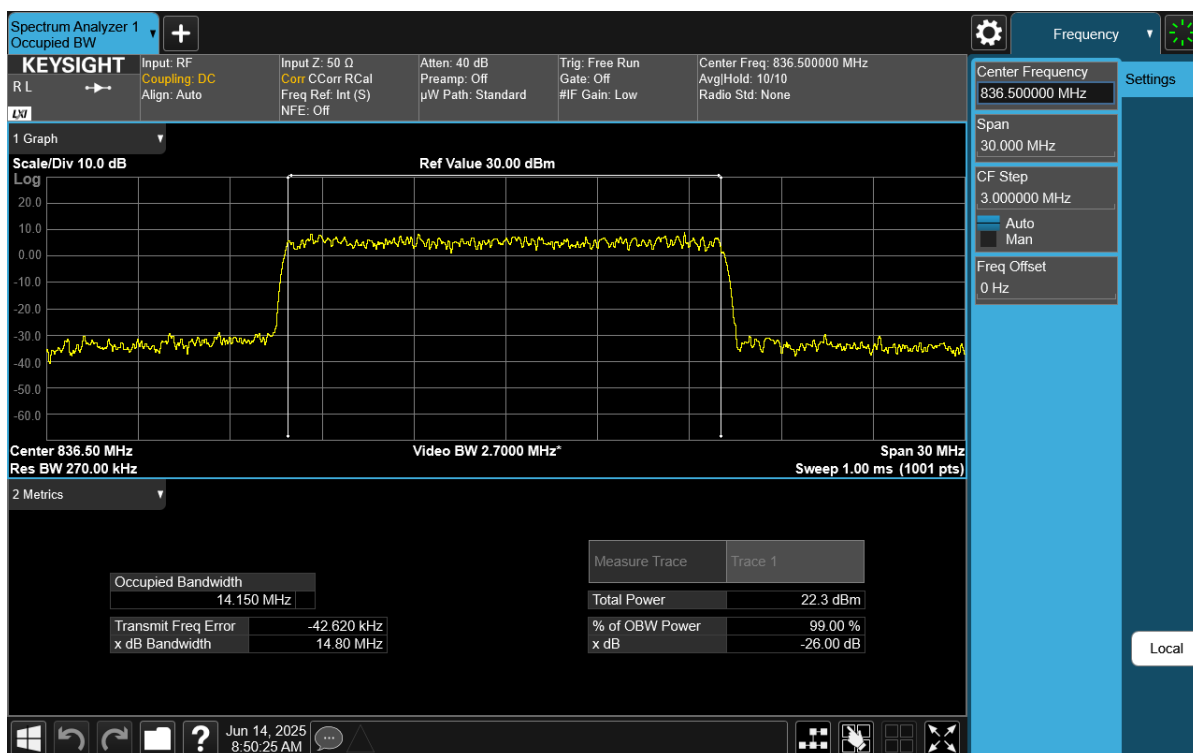 Spectrum Analyzer 1
Occupied BW
Frequency
KEYSIGHT
R L
LXI
Input: RF
Coupling: DC
Align: Auto
Input Z: 50 Ω
Corr CCorr RCal
Freq Ref: Int (S)
NFE: Off
Atten: 40 dB
Preamp: Off
µW Path: Standard
Trig: Free Run
Gate: Off
#IF Gain: Low
Center Freq: 836.500000 MHz
Avg|Hold: 10/10
Radio Std: None
Center Frequency
836.500000 MHz
Settings
Span
30.000 MHz
CF Step
3.000000 MHz
Auto
Man
Freq Offset
0 Hz
Local
1 Graph
Scale/Div 10.0 dB
Ref Value 30.00 dBm
Log
20.0
10.0
0.00
-10.0
-20.0
-30.0
-40.0
-50.0
-60.0
Center 836.50 MHz
Video BW 2.7000 MHz*
Span 30 MHz
Res BW 270.00 kHz
Sweep 1.00 ms (1001 pts)
2 Metrics
Measure Trace
Trace 1
Occupied Bandwidth
14.150 MHz
Total Power
22.3 dBm
Transmit Freq Error
-42.620 kHz
% of OBW Power
99.00 %
x dB Bandwidth
14.80 MHz
x dB
-26.00 dB
?
Jun 14, 2025
8:50:25 AM